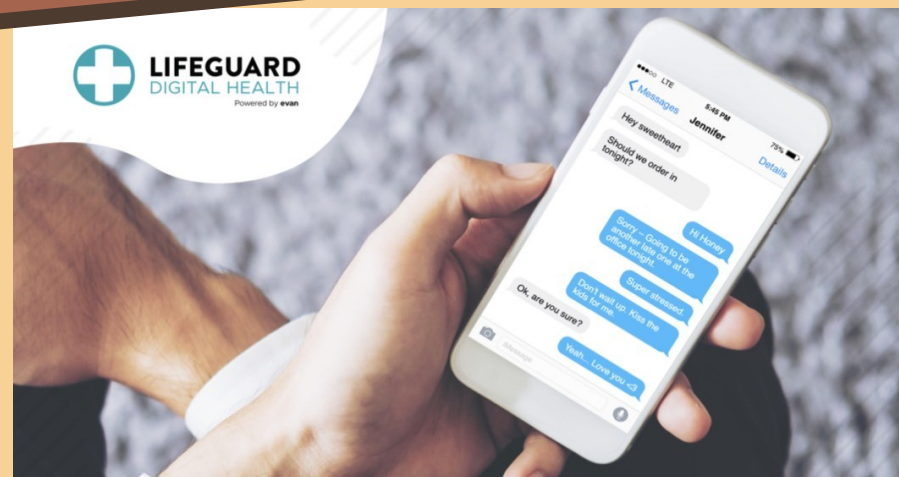 LIFEGUARD
DIGITAL HEALTH
Powered by evan
LTE
5:45 PM
75%
Messages
Jennifer
Details
Hey sweetheart
Should we order in
tonight?
Hi Honey
Sorry – Going to be
another late one at the
office tonight.
Super stressed.
Don't wait up. Kiss the
kids for me.
Ok, are you sure?
Yeah... Love you <3
iMessage